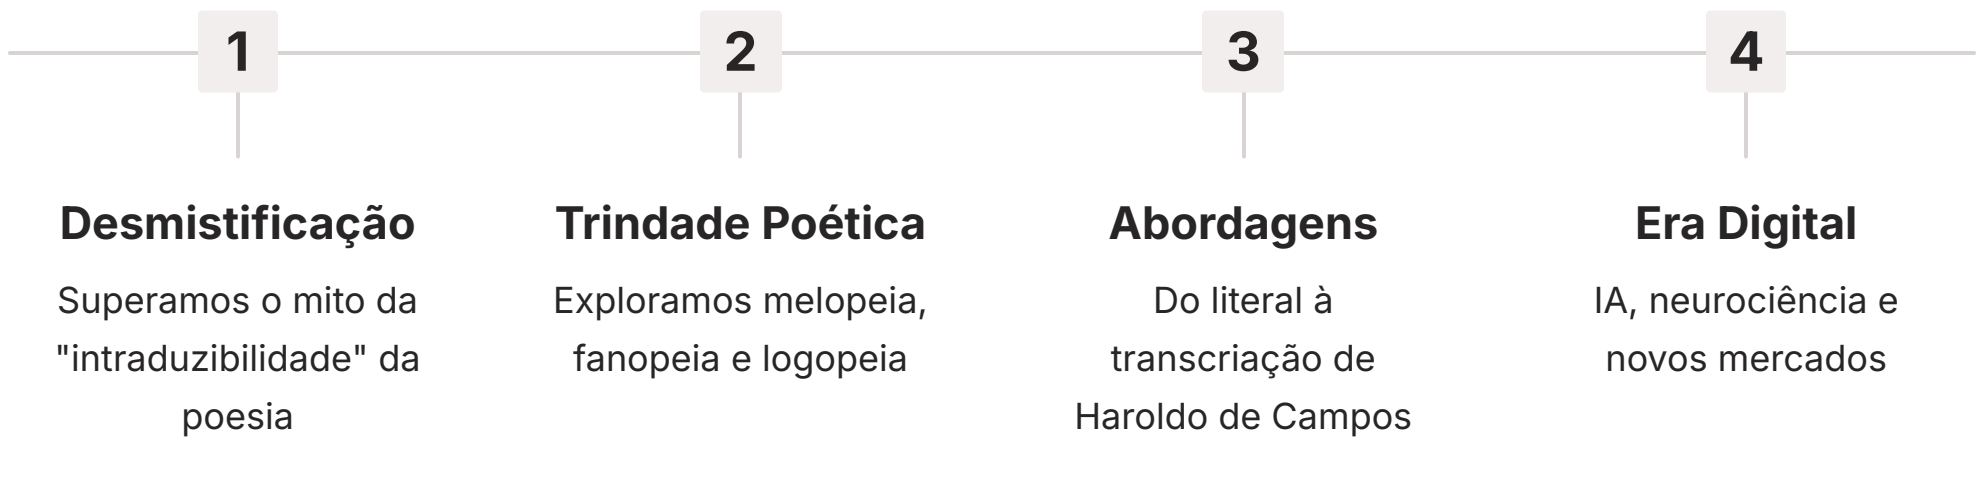 1
Desmistificação
Superamos o mito da
"intraduzibilidade" da
poesia
2
Trindade Poética
Exploramos melopeia,
fanopeia e logopeia
3
Abordagens
Do literal à
transcriação de
Haroldo de Campos
4
Era Digital
IA, neurociência e
novos mercados